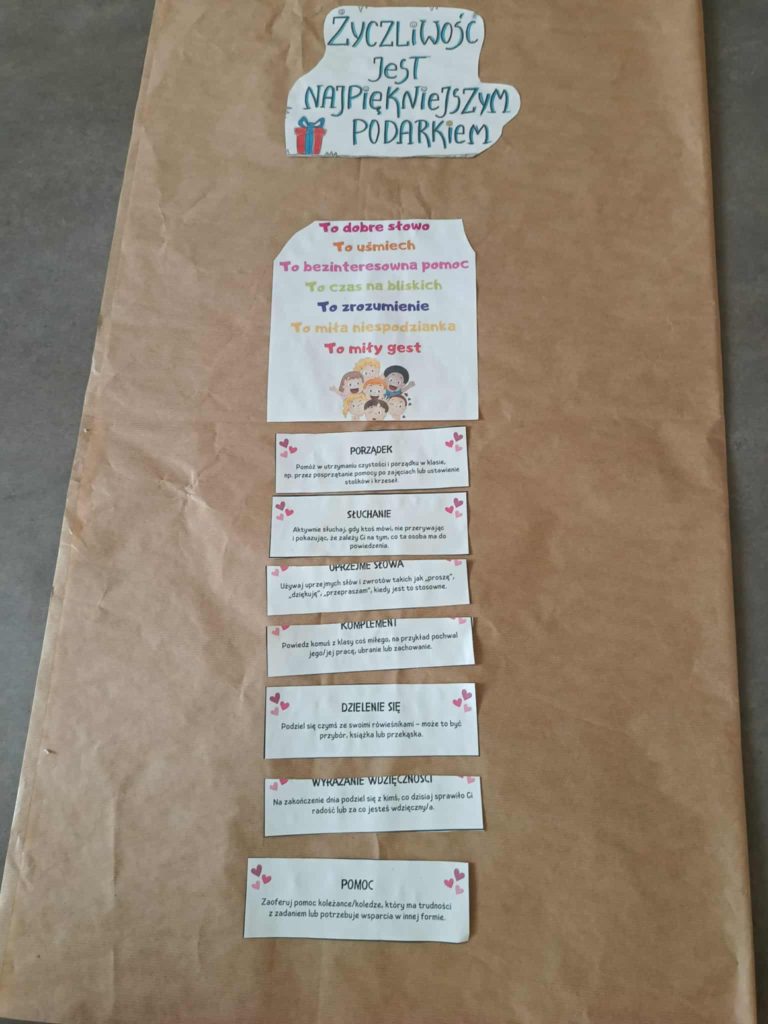 ŻYCZLIWOŚĆ
JEST
NAJPIĘKNIEJSZYM
PODARKIEM
To dobre słowo
To uśmiech
To bezinteresowna pomoc
To czas na bliskich
To zrozumienie
To miła niespodzianka
To miły gest
PORZĄDEK
Pomóż w utrzymaniu czystości i porządku w klasie,
np. przez posprzątanie pomocy po zajęciach lub ustawienie
stolików i krzeseł.
SŁUCHANIE
Aktywnie słuchaj, gdy ktoś mówi, nie przerywając
i pokazując, że zależy Ci na tym, co ta osoba ma do
powiedzenia.
UPRZEJME SŁOWA
Używaj uprzejmych słów i zwrotów takich jak „proszę”,
„dziękuję”, „przepraszam”, kiedy jest to stosowne.
KOMPLEMENT
Powiedz komuś z klasy coś miłego, na przykład pochwal
jego/jej pracę, ubranie lub zachowanie.
DZIELENIE SIĘ
Podziel się czymś ze swoimi rówieśnikami – może to być
przybór, książka lub przekąska.
WYRAŻANIE WDZIĘCZNOŚCI
Na zakończenie dnia podziel się z kimś, co dzisiaj sprawiło Ci
radość lub za co jesteś wdzięczny/a.
POMOC
Zaoferuj pomoc koleżance/koledze, który ma trudności
z zadaniem lub potrzebuje wsparcia w innej formie.